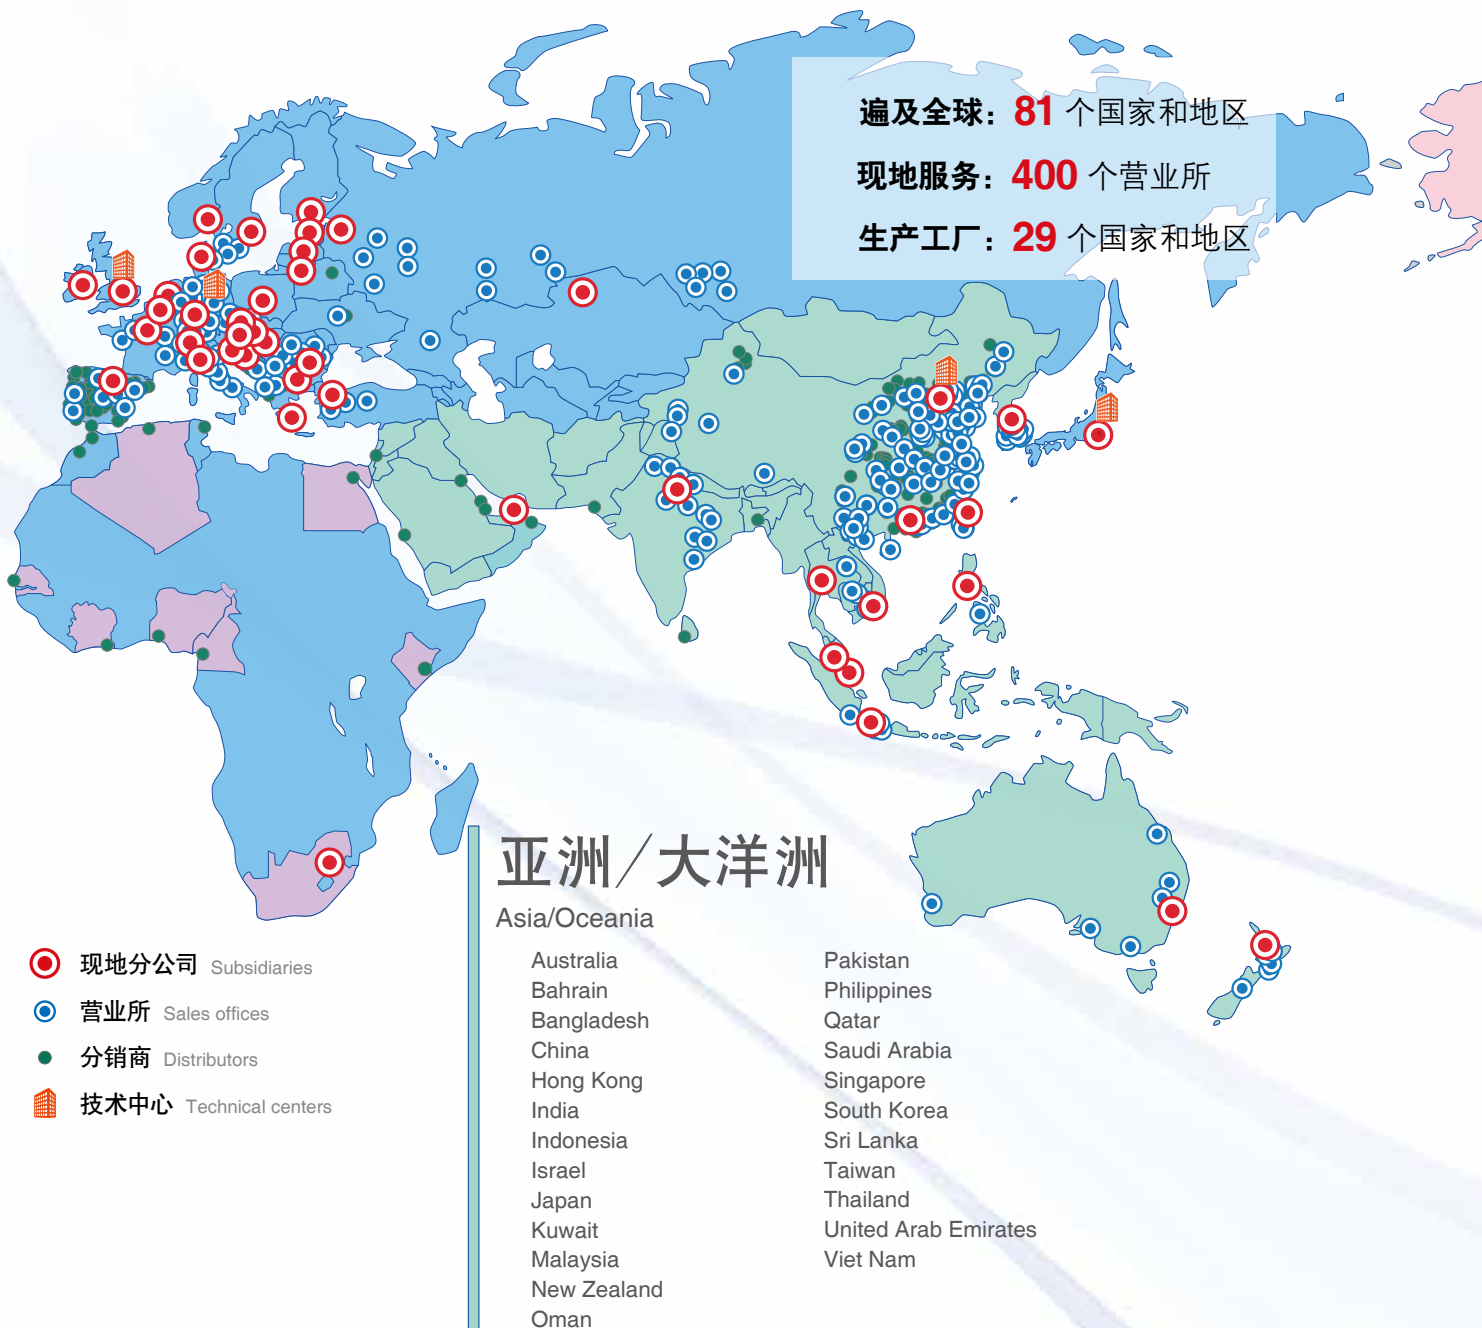 遍及全球：81 个国家和地区
现地服务：400 个营业所
生产工厂：29 个国家和地区
亚洲/大洋洲
Asia/Oceania
Australia
Bahrain
Bangladesh
China
Hong Kong
India
Indonesia
Israel
Japan
Kuwait
Malaysia
New Zealand
Oman
Pakistan
Philippines
Qatar
Saudi Arabia
Singapore
South Korea
Sri Lanka
Taiwan
Thailand
United Arab Emirates
Viet Nam
现地分公司 Subsidiaries
营业所 Sales offices
分销商 Distributors
技术中心 Technical centers